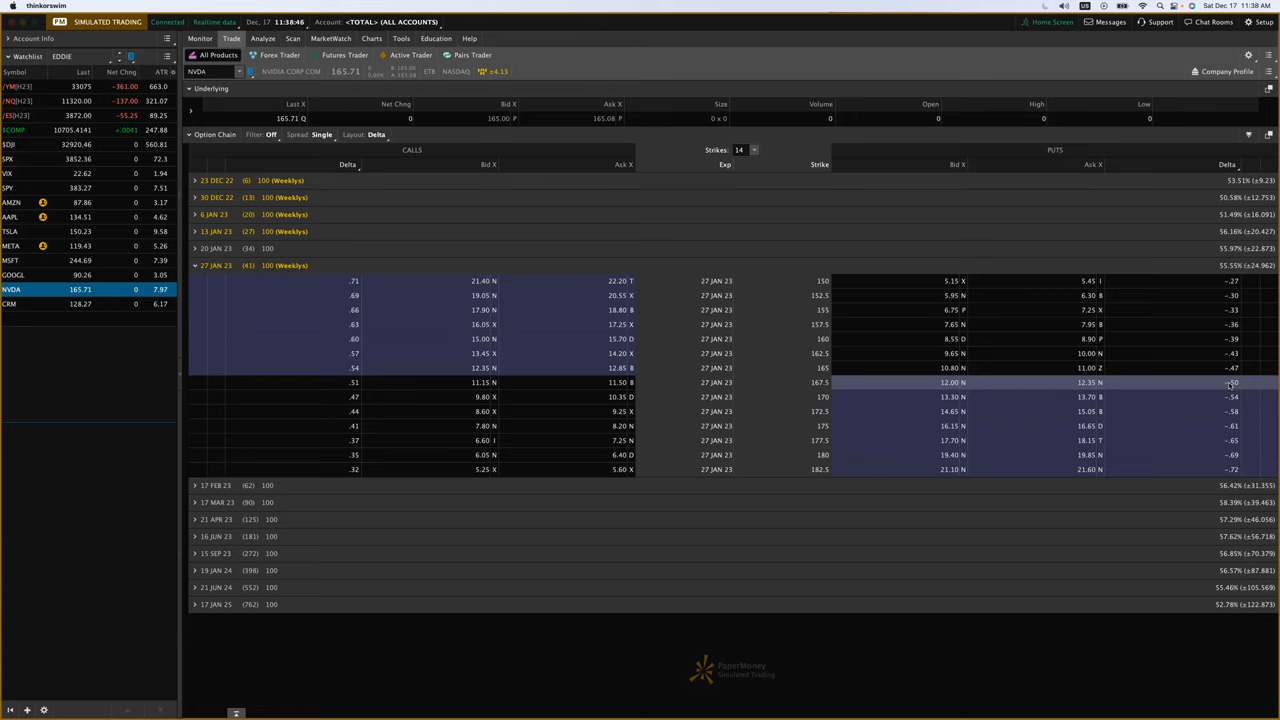 thinkorswim US Sat Dec 17 11:38 AM
PM SIMULATED TRADING Connected Realtime data Dec, 17 11:38:46 Account: <TOTAL> (ALL ACCOUNTS) Home Screen Messages Support Chat Rooms Setup
Account Info Monitor Trade Analyze Scan MarketWatch Charts Tools Education Help
Watchlist EDDIE All Products Forex Trader Futures Trader Active Trader Pairs Trader
Symbol Last Net Chng ATR NVDA NVIDIA CORP COM 165.71 0 0.00% B: 165.00 A: 165.08 ETB NASDAQ ±4.13 Company Profile
/YM[H23] 33075 -361.00 663.0 Underlying
/NQ[H23] 11320.00 -137.00 321.07 Last X Net Chng Bid X Ask X Size Volume Open High Low
/ES[H23] 3872.00 -55.25 89.25 165.71 Q 0 165.00 P 165.08 P 0 x 0 0 0 0 0
$COMP 10705.4141 +.0041 247.88 Option Chain Filter: Off Spread: Single Layout: Delta
$DJI 32920.46 0 560.81 CALLS Strikes: 14 PUTS
SPX 3852.36 0 72.3 Delta Bid X Ask X Exp Strike Bid X Ask X Delta
VIX 22.62 0 1.94 23 DEC 22 (6) 100 (Weeklys) 53.51% (±9.23)
SPY 383.27 0 7.51 30 DEC 22 (13) 100 (Weeklys) 50.58% (±12.753)
AMZN 87.86 0 3.17 6 JAN 23 (20) 100 (Weeklys) 51.49% (±16.091)
AAPL 134.51 0 4.62
TSLA 150.23 0 9.58 13 JAN 23 (27) 100 (Weeklys) 56.16% (±20.427)
META 119.43 0 5.26 20 JAN 23 (34) 100 55.97% (±22.873)
MSFT 244.69 0 7.39 27 JAN 23 (41) 100 (Weeklys) 55.55% (±24.962)
GOOGL 90.26 0 3.05 .71 21.40 N 22.20 T 27 JAN 23 150 5.15 X 5.45 I -.27
NVDA 165.71 0 7.97 .69 19.05 N 20.55 X 27 JAN 23 152.5 5.95 N 6.30 B -.30
CRM 128.27 0 6.17 .66 17.90 N 18.80 B 27 JAN 23 155 6.75 P 7.25 X -.33
.63 16.05 X 17.25 X 27 JAN 23 157.5 7.65 N 7.95 B -.36
.60 15.00 N 15.70 D 27 JAN 23 160 8.55 D 8.90 P -.39
.57 13.45 X 14.20 X 27 JAN 23 162.5 9.65 N 10.00 N -.43
.54 12.35 N 12.85 B 27 JAN 23 165 10.80 N 11.00 Z -.47
.51 11.15 N 11.50 B 27 JAN 23 167.5 12.00 N 12.35 N -.50
.47 9.80 X 10.35 D 27 JAN 23 170 13.30 N 13.70 B -.54
.44 8.60 X 9.25 X 27 JAN 23 172.5 14.65 N 15.05 B -.58
.41 7.80 N 8.20 N 27 JAN 23 175 16.15 N 16.65 D -.61
.37 6.60 I 7.25 N 27 JAN 23 177.5 17.70 N 18.15 T -.65
.35 6.05 N 6.40 D 27 JAN 23 180 19.40 N 19.85 N -.69
.32 5.25 X 5.60 X 27 JAN 23 182.5 21.10 N 21.60 N -.72
17 FEB 23 (62) 100 56.42% (±31.355)
17 MAR 23 (90) 100 58.39% (±39.463)
21 APR 23 (125) 100 57.29% (±46.056)
16 JUN 23 (181) 100 57.62% (±56.718)
15 SEP 23 (272) 100 56.85% (±70.379)
19 JAN 24 (398) 100 56.57% (±87.881)
21 JUN 24 (552) 100 55.46% (±105.569)
17 JAN 25 (762) 100 52.78% (±122.873)
PaperMoney
Simulated Trading